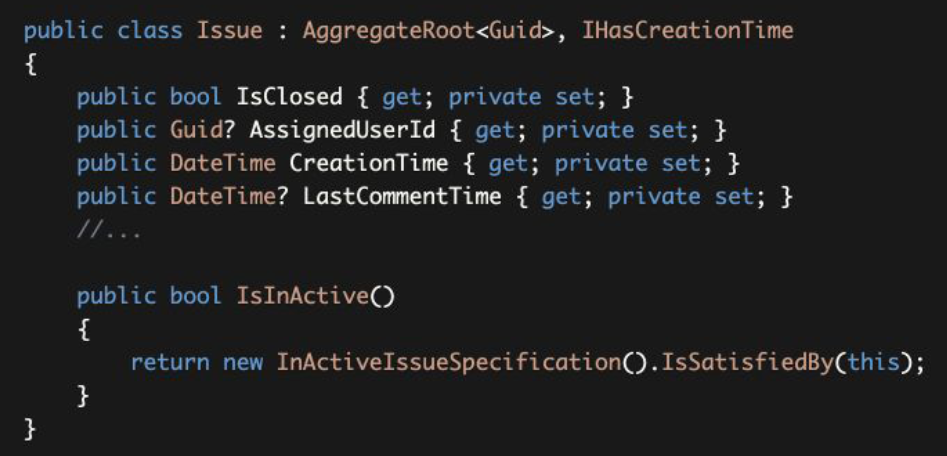 public class Issue : AggregateRoot<Guid>, IHasCreationTime
{
    public bool IsClosed { get; private set; }
    public Guid? AssignedUserId { get; private set; }
    public DateTime CreationTime { get; private set; }
    public DateTime? LastCommentTime { get; private set; }
    //...

    public bool IsInActive()
    {
        return new InActiveIssueSpecification().IsSatisfiedBy(this);
    }
}